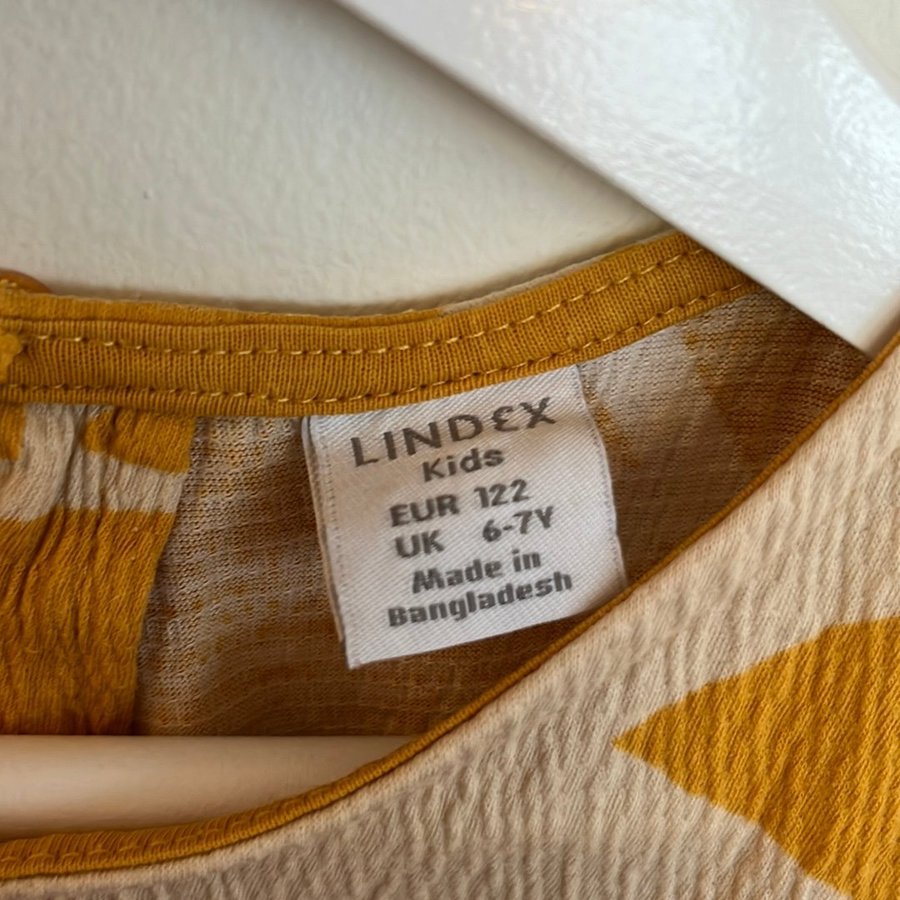 LINDEX
Kids
EUR 122
UK 6-7Y
Made in
Bangladesh